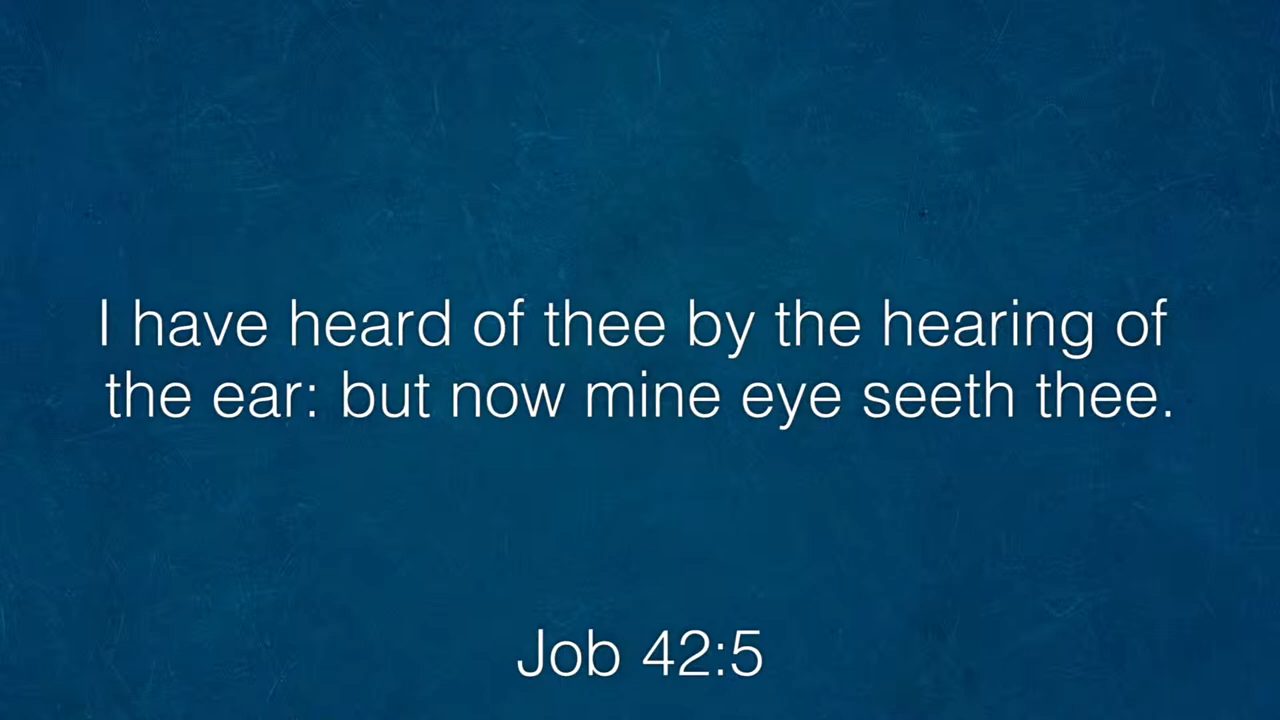 I have heard of thee by the hearing of
the ear: but now mine eye seeth thee.
Job 42:5